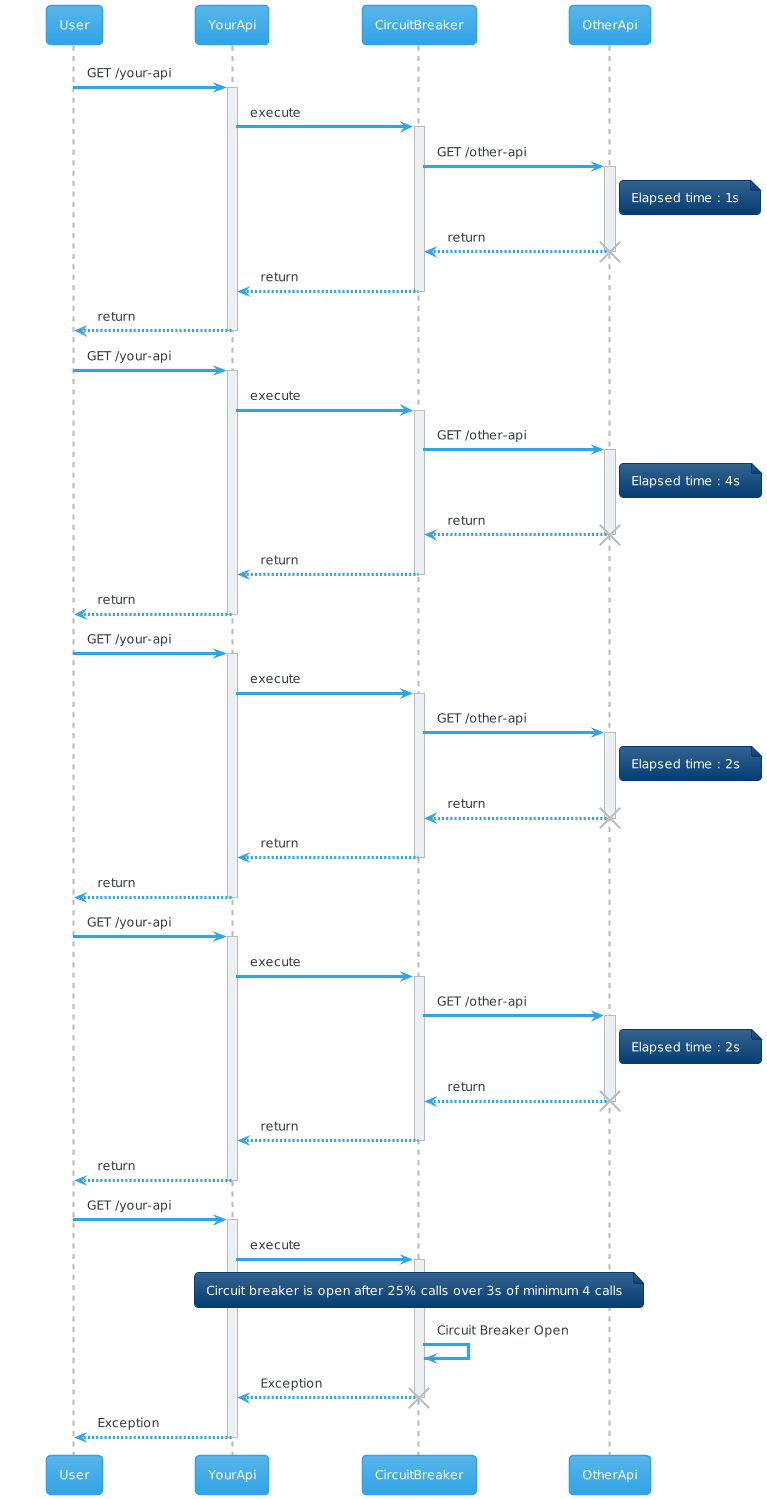 User
YourApi
CircuitBreaker
OtherApi
GET /your-api
execute
GET /other-api
Elapsed time : 1s
return
return
return
GET /your-api
execute
GET /other-api
Elapsed time : 4s
return
return
return
GET /your-api
execute
GET /other-api
Elapsed time : 2s
return
return
return
GET /your-api
execute
GET /other-api
Elapsed time : 2s
return
return
return
GET /your-api
execute
Circuit breaker is open after 25% calls over 3s of minimum 4 calls
Circuit Breaker Open
Exception
Exception
User
YourApi
CircuitBreaker
OtherApi